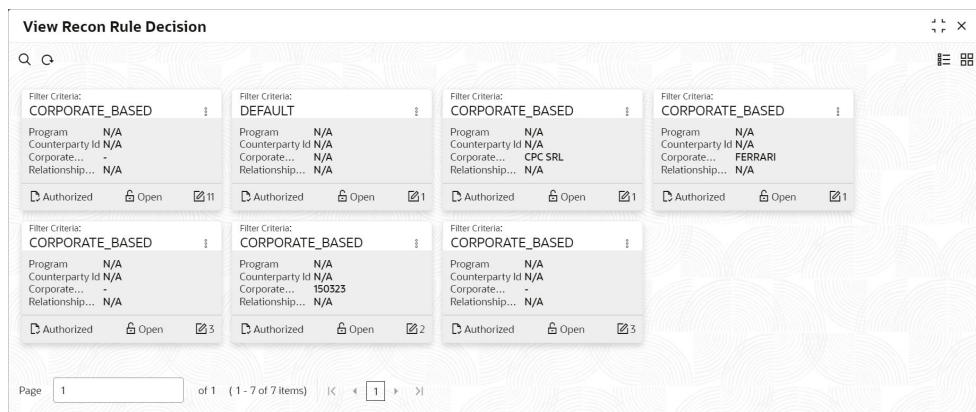 View Recon Rule Decision
Filter Criteria:
CORPORATE_BASED
Program N/A
Counterparty Id N/A
Corporate... -
Relationship... N/A
Authorized Open 11
Filter Criteria:
DEFAULT
Program N/A
Counterparty Id N/A
Corporate... N/A
Relationship... N/A
Authorized Open 1
Filter Criteria:
CORPORATE_BASED
Program N/A
Counterparty Id N/A
Corporate... CPC SRL
Relationship... N/A
Authorized Open 1
Filter Criteria:
CORPORATE_BASED
Program N/A
Counterparty Id N/A
Corporate... FERRARI
Relationship... N/A
Authorized Open 1
Filter Criteria:
CORPORATE_BASED
Program N/A
Counterparty Id N/A
Corporate... -
Relationship... N/A
Authorized Open 3
Filter Criteria:
CORPORATE_BASED
Program N/A
Counterparty Id N/A
Corporate... 150323
Relationship... N/A
Authorized Open 2
Filter Criteria:
CORPORATE_BASED
Program N/A
Counterparty Id N/A
Corporate... -
Relationship... N/A
Authorized Open 3
Page 1 of 1 ( 1 - 7 of 7 items) 1